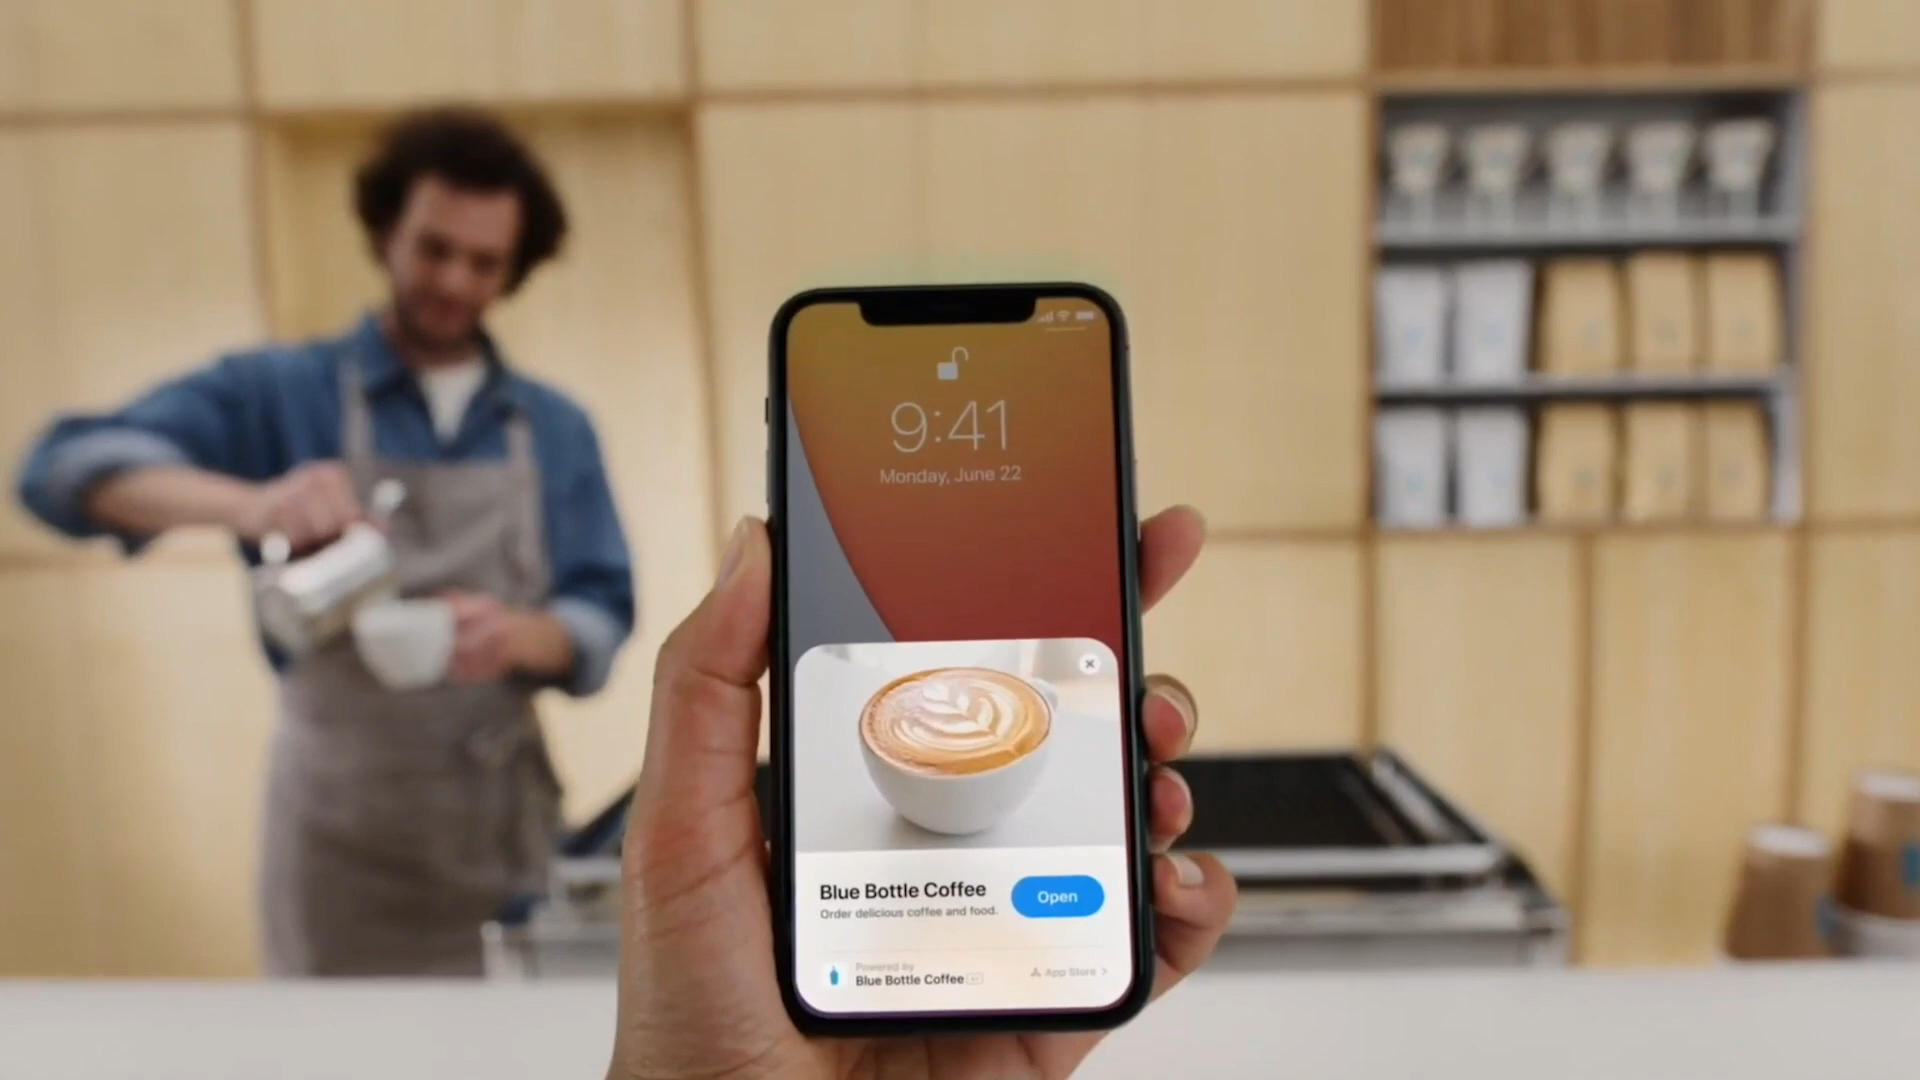 9:41
Monday, June 22
Blue Bottle Coffee
Open
Order delicious coffee and food.
Powered by
Blue Bottle Coffee
App Store